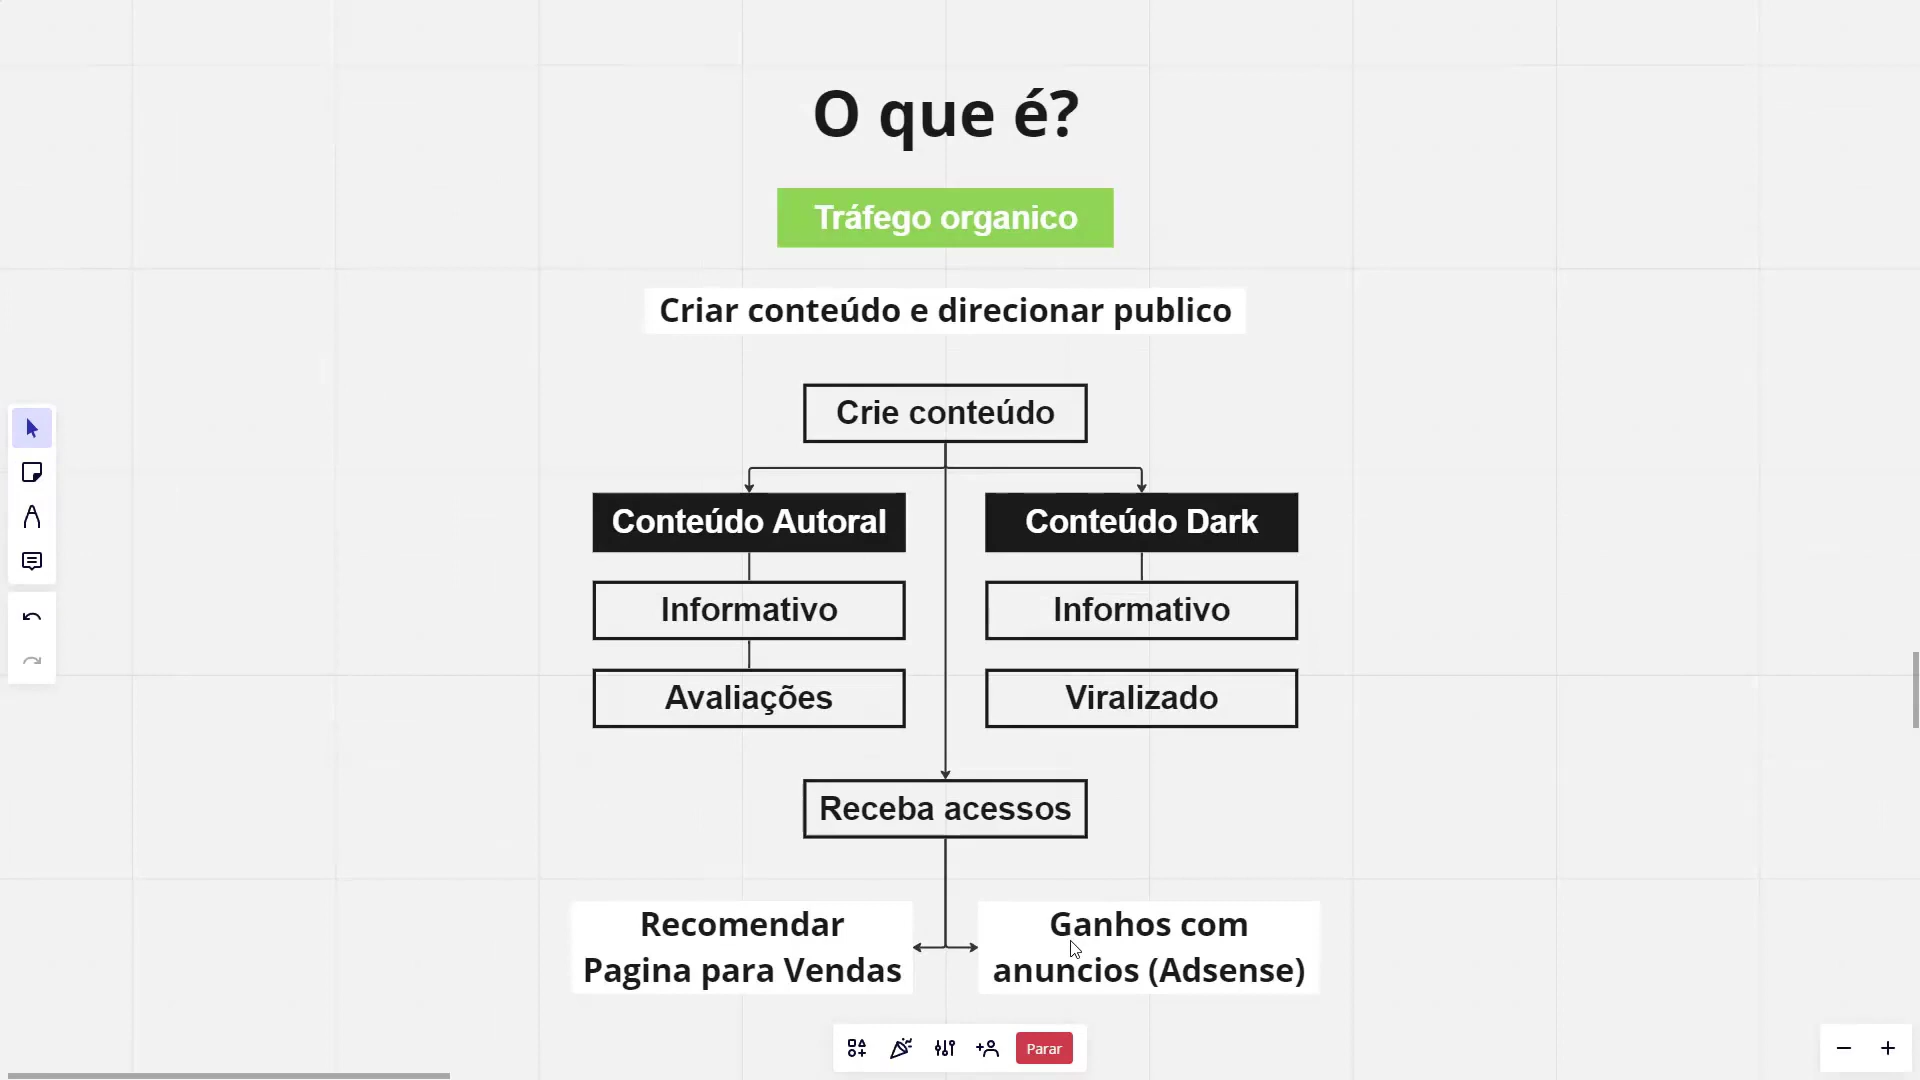 O que é?
Tráfego organico
Criar conteúdo e direcionar publico
Crie conteúdo
Conteúdo Autoral
Conteúdo Dark
Informativo
Informativo
Avaliações
Viralizado
Receba acessos
Recomendar
Pagina para Vendas
Ganhos com
anuncios (Adsense)
Parar